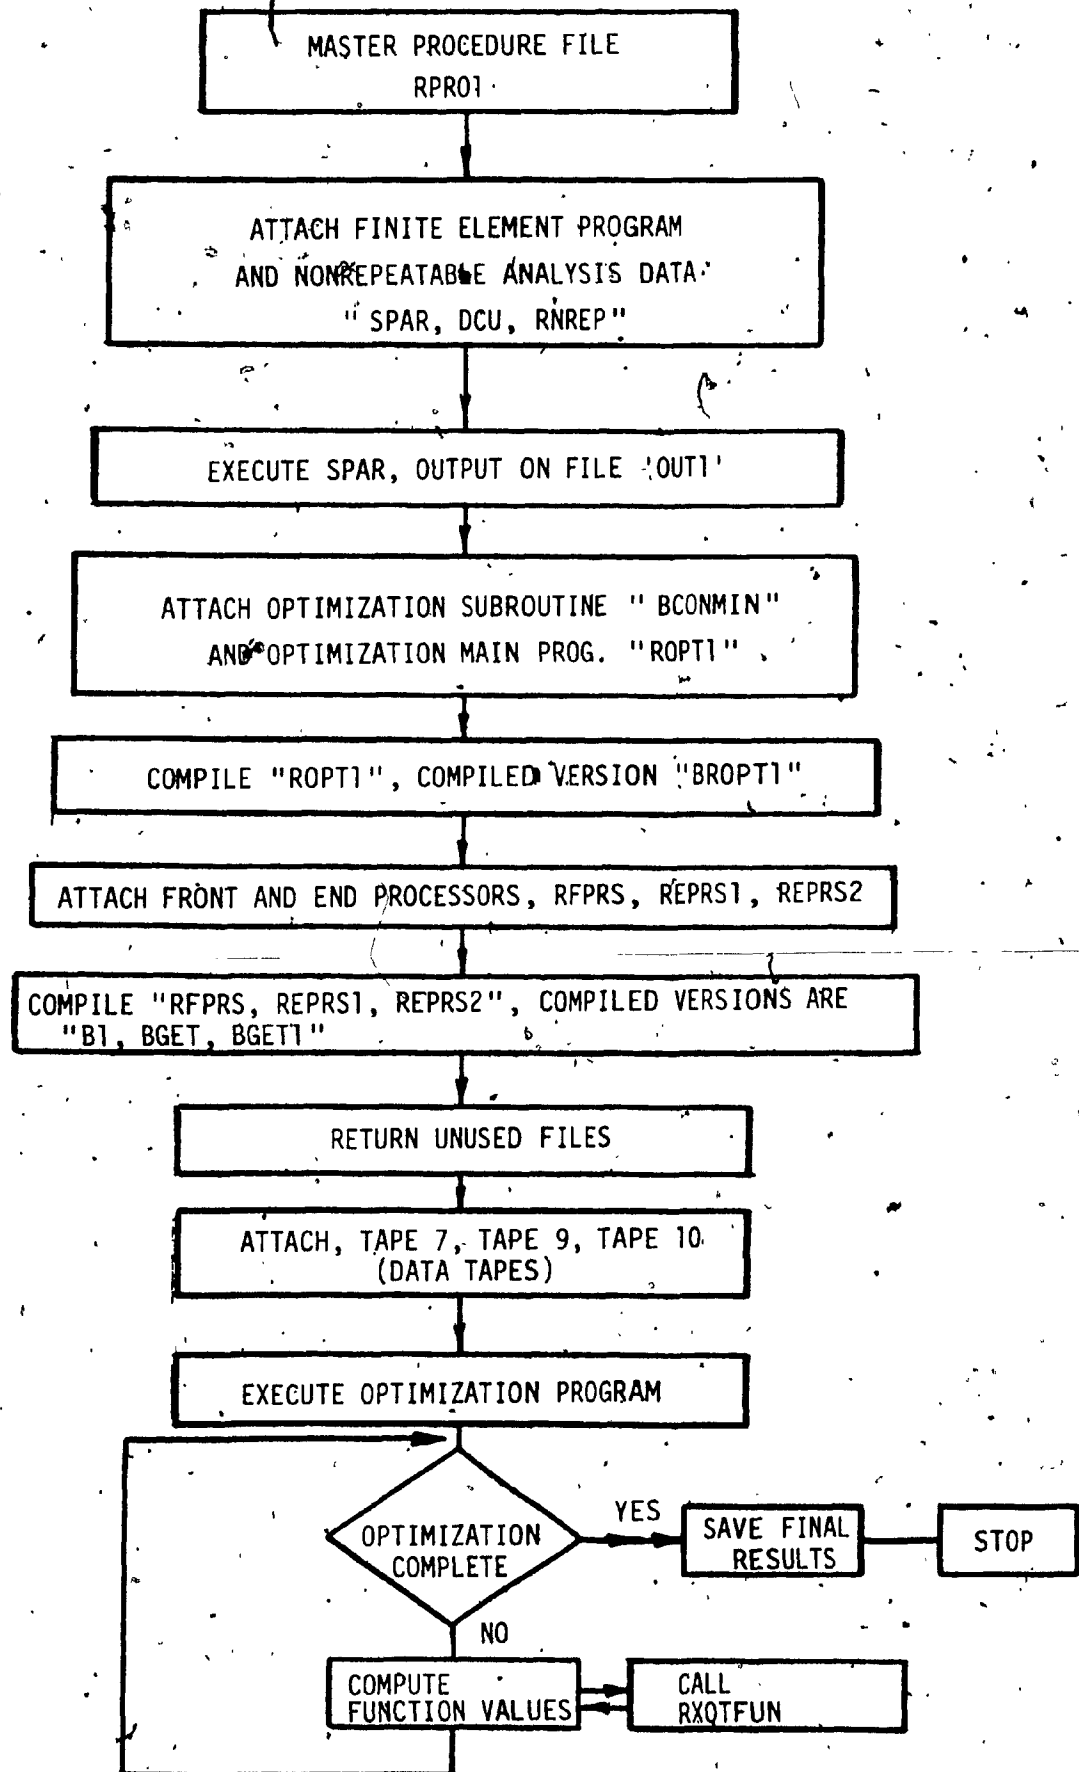 MASTER PROCEDURE FILE
RPRO1
ATTACH FINITE ELEMENT PROGRAM
AND NONREPEATABLE ANALYSIS DATA
" SPAR, DCU, RNREP"
EXECUTE SPAR, OUTPUT ON FILE 'OUT1'
ATTACH OPTIMIZATION SUBROUTINE " BCONMIN"
AND OPTIMIZATION MAIN PROG. "ROPT1"
COMPILE "ROPT1", COMPILED VERSION "BROPT1"
ATTACH FRONT AND END PROCESSORS, RFPRS, REPRS1, REPRS2
COMPILE "RFPRS, REPRS1, REPRS2", COMPILED VERSIONS ARE
"B1, BGET, BGET1"
RETURN UNUSED FILES
ATTACH, TAPE 7, TAPE 9, TAPE 10
(DATA TAPES)
EXECUTE OPTIMIZATION PROGRAM
OPTIMIZATION
COMPLETE
YES
SAVE FINAL
RESULTS
STOP
NO
COMPUTE
FUNCTION VALUES
CALL
RXQTFUN